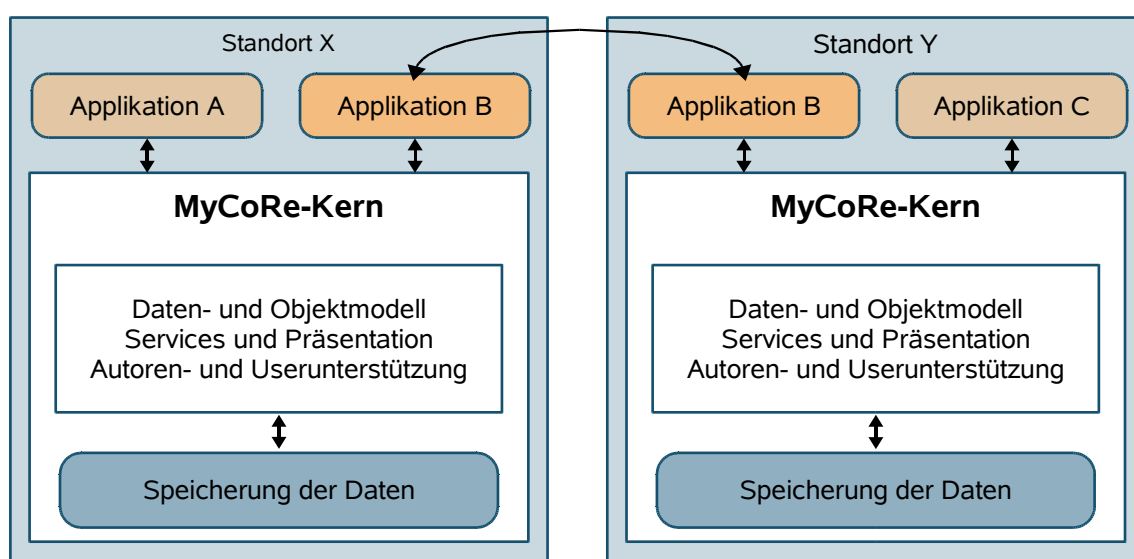 Standort X
Applikation A
Applikation B
MyCoRe-Kern
Daten- und Objektmodell
Services und Präsentation
Autoren- und Userunterstützung
Speicherung der Daten
Standort Y
Applikation B
Applikation C
MyCoRe-Kern
Daten- und Objektmodell
Services und Präsentation
Autoren- und Userunterstützung
Speicherung der Daten